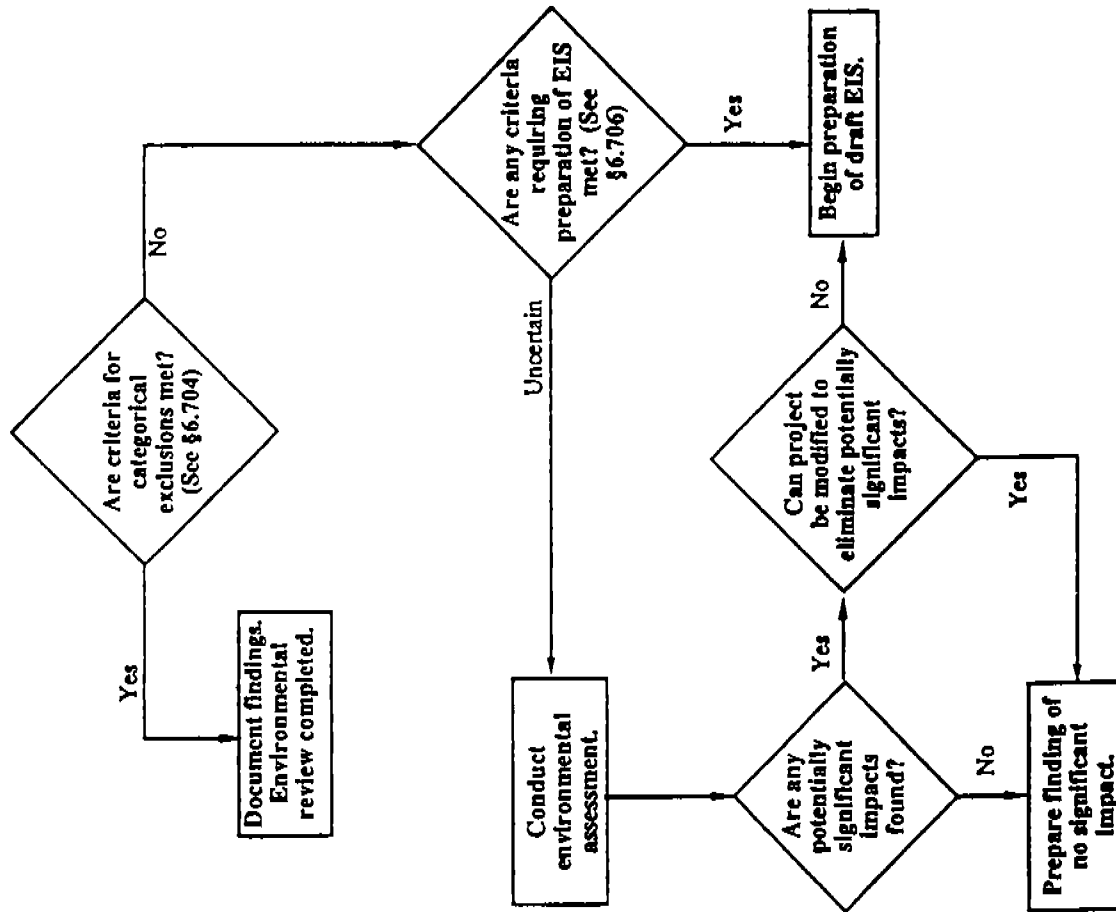 Are criteria for
categorical
exclusions met?
(See §6.704)
Yes
No
Document findings.
Environmental
review completed.
Are any criteria
requiring
preparation of EIS
met? (See
§6.706)
Uncertain
Yes
Conduct
environmental
assessment.
Are any
potentially
significant
impacts
found?
Yes
No
Can project
be modified to
eliminate potentially
significant
impacts?
No
Yes
Begin preparation
of draft EIS.
Prepare finding of
no significant
impact.